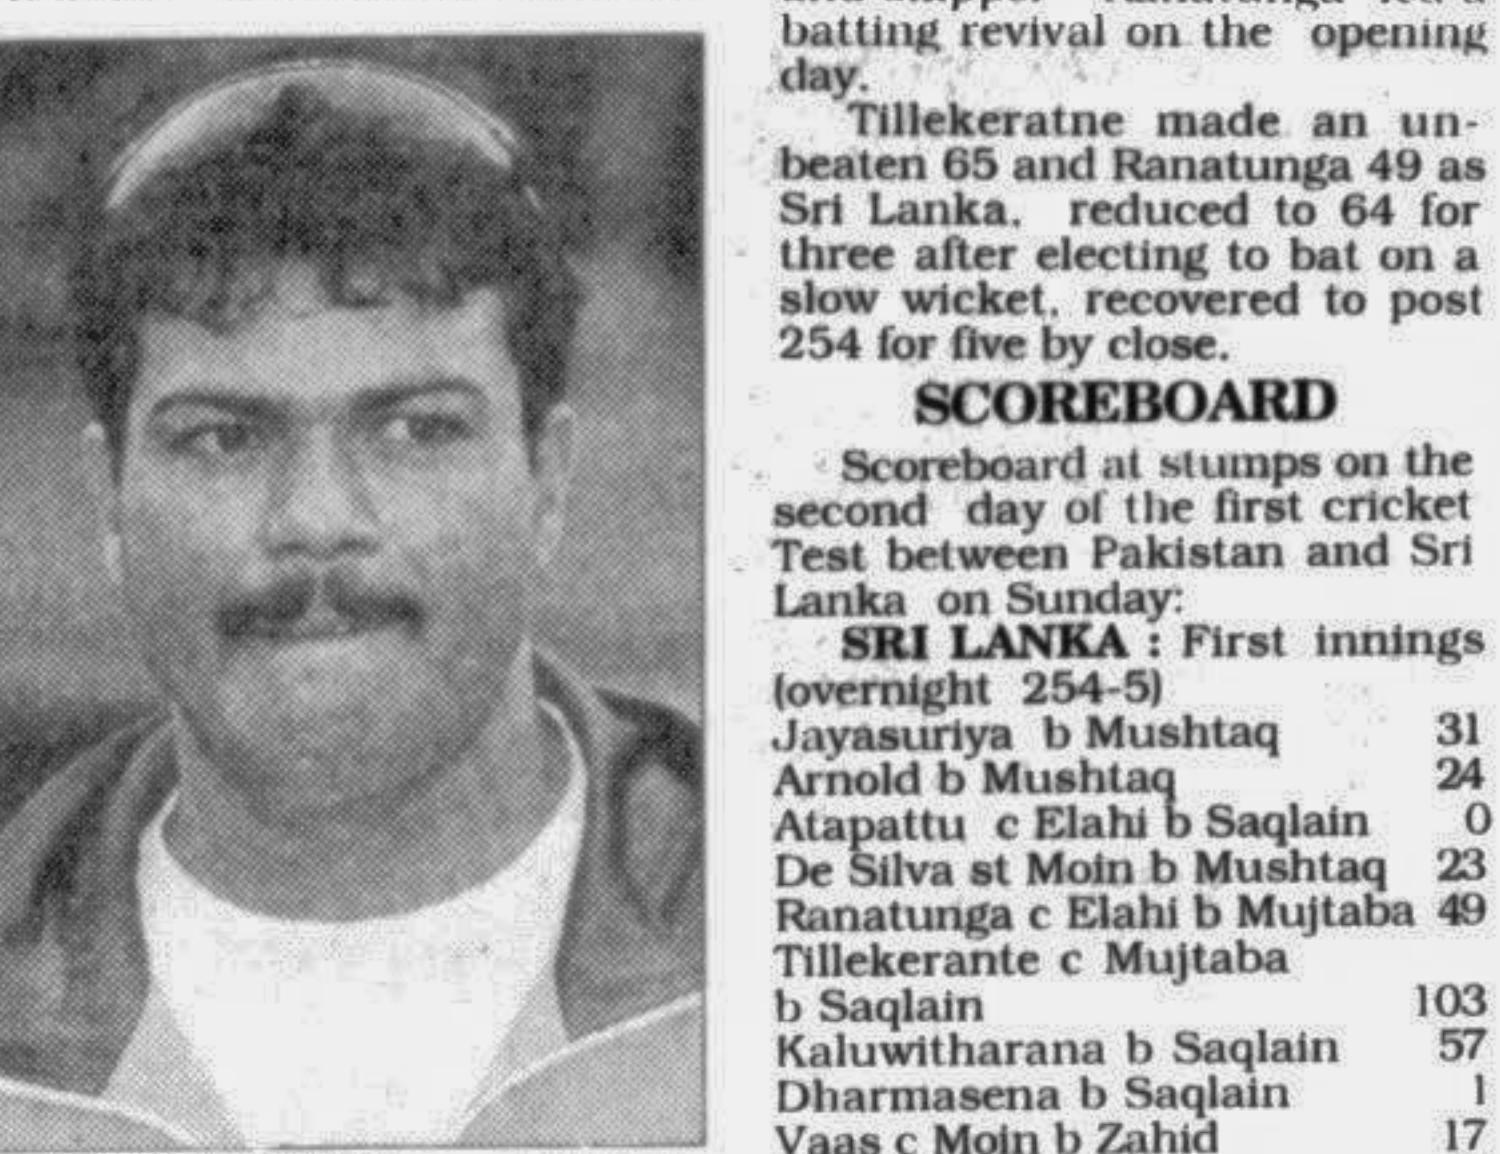 batting revival on the opening
day.
Tillekeratne made an un-
beaten 65 and Ranatunga 49 as
Sri Lanka, reduced to 64 for
three after electing to bat on a
slow wicket, recovered to post
254 for five by close.
SCOREBOARD
Scoreboard at stumps on the
second day of the first cricket
Test between Pakistan and Sri
Lanka on Sunday:
SRI LANKA : First innings
(overnight 254-5)
Jayasuriya b Mushtaq 31
Arnold b Mushtaq 24
Atapattu c Elahi b Saqlain 0
De Silva st Moin b Mushtaq 23
Ranatunga c Elahi b Mujtaba 49
Tillekerante c Mujtaba
b Saqlain 103
Kaluwitharana b Saqlain 57
Dharmasena b Saqlain 1
Vaas c Moin b Zahid 17